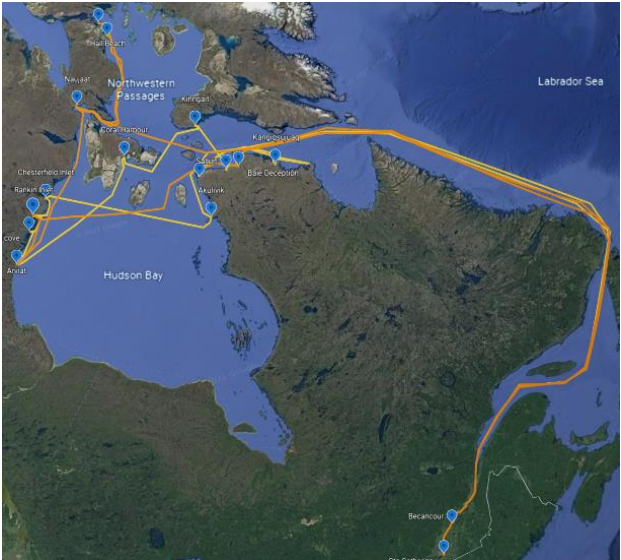 Hall Beach
Naujaat
Northwestern
Passages
Labrador Sea
Kinngait
Coral Harbour
Kangiqsujuaq
Salluit
Chesterfield Inlet
Baie Deception
Rankin Inlet
Akulivik
cove
Arviat
Hudson Bay
Becancour